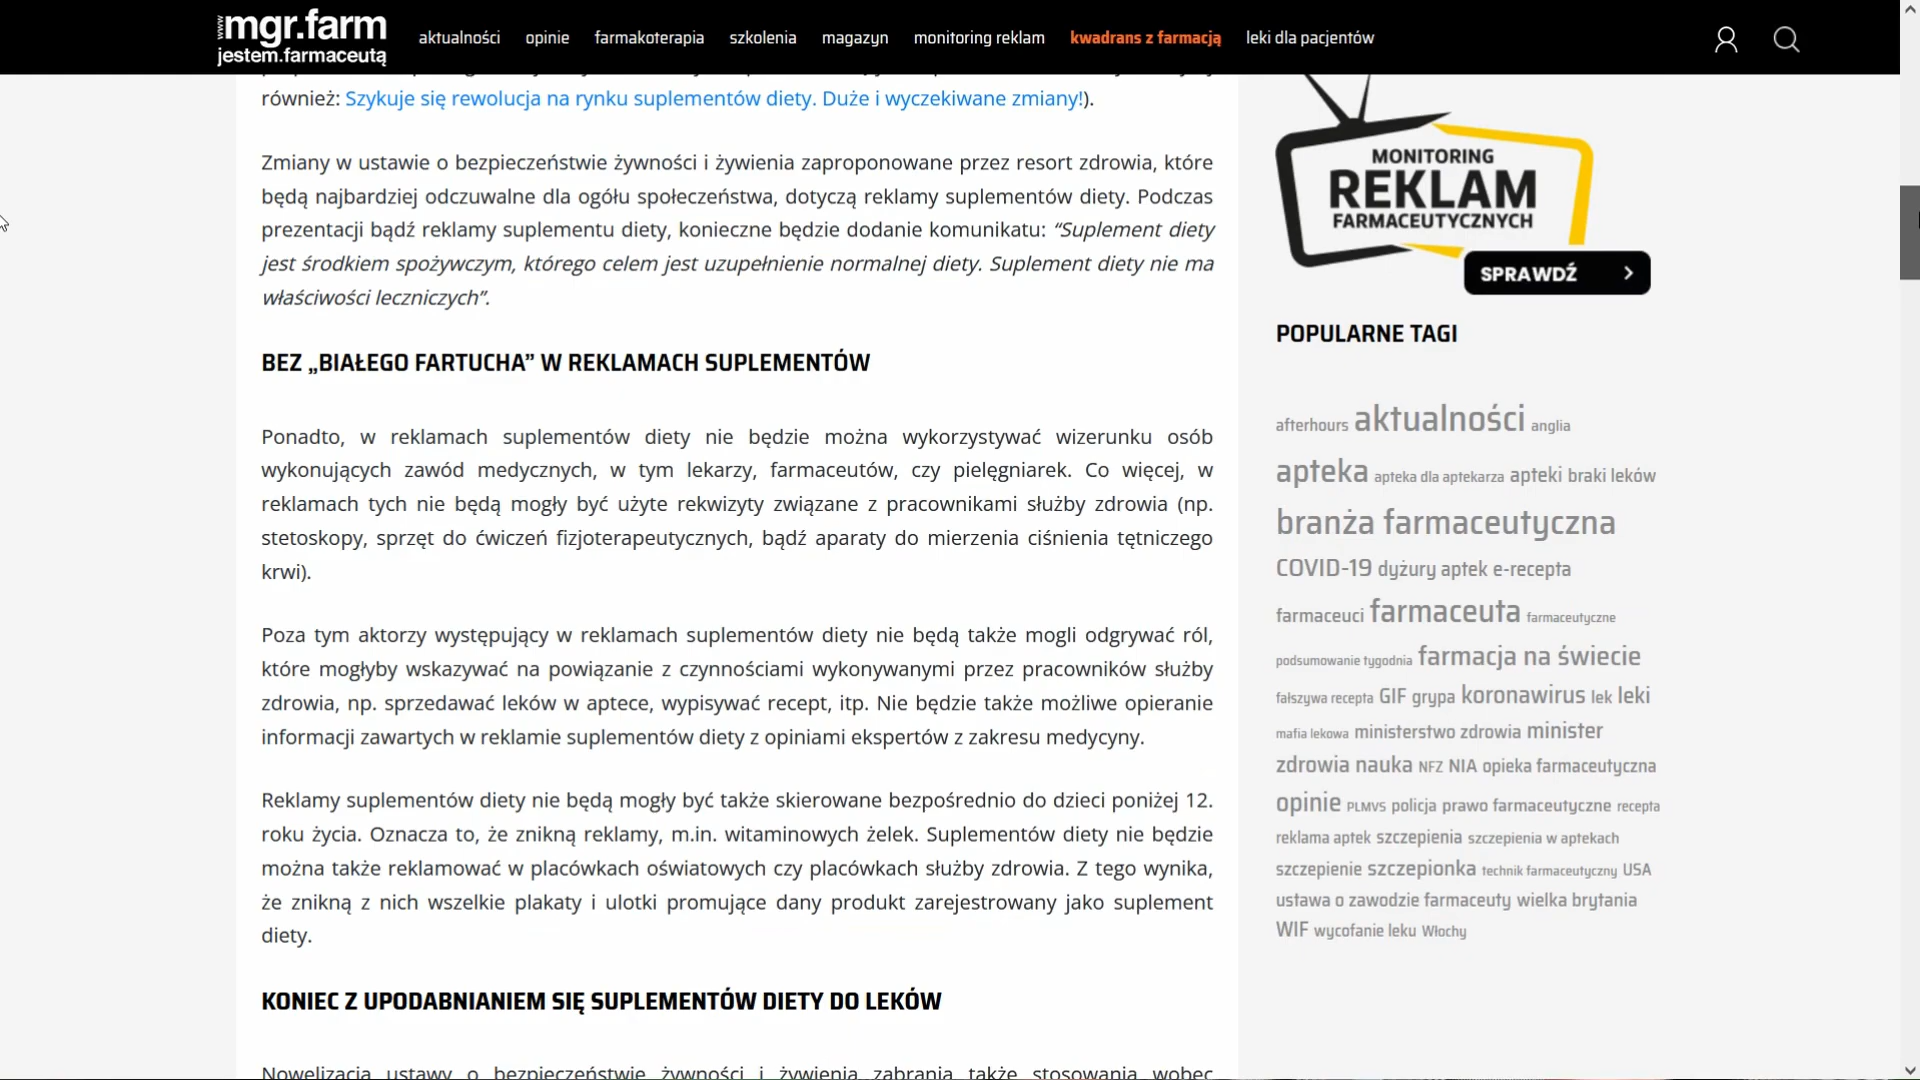 www.mgr.farm
jestem.farmaceutą
aktualności opinie farmakoterapia szkolenia magazyn monitoring reklam kwadrans z farmacją leki dla pacjentów
również: Szykuje się rewolucja na rynku suplementów diety. Duże i wyczekiwane zmiany!).
Zmiany w ustawie o bezpieczeństwie żywności i żywienia zaproponowane przez resort zdrowia, które
będą najbardziej odczuwalne dla ogółu społeczeństwa, dotyczą reklamy suplementów diety. Podczas
prezentacji bądź reklamy suplementu diety, konieczne będzie dodanie komunikatu: “Suplement diety
jest środkiem spożywczym, którego celem jest uzupełnienie normalnej diety. Suplement diety nie ma
właściwości leczniczych”.
BEZ „BIAŁEGO FARTUCHA” W REKLAMACH SUPLEMENTÓW
Ponadto, w reklamach suplementów diety nie będzie można wykorzystywać wizerunku osób
wykonujących zawód medycznych, w tym lekarzy, farmaceutów, czy pielęgniarek. Co więcej, w
reklamach tych nie będą mogły być użyte rekwizyty związane z pracownikami służby zdrowia (np.
stetoskopy, sprzęt do ćwiczeń fizjoterapeutycznych, bądź aparaty do mierzenia ciśnienia tętniczego
krwi).
Poza tym aktorzy występujący w reklamach suplementów diety nie będą także mogli odgrywać ról,
które mogłyby wskazywać na powiązanie z czynnościami wykonywanymi przez pracowników służby
zdrowia, np. sprzedawać leków w aptece, wypisywać recept, itp. Nie będzie także możliwe opieranie
informacji zawartych w reklamie suplementów diety z opiniami ekspertów z zakresu medycyny.
Reklamy suplementów diety nie będą mogły być także skierowane bezpośrednio do dzieci poniżej 12.
roku życia. Oznacza to, że znikną reklamy, m.in. witaminowych żelek. Suplementów diety nie będzie
można także reklamować w placówkach oświatowych czy placówkach służby zdrowia. Z tego wynika,
że znikną z nich wszelkie plakaty i ulotki promujące dany produkt zarejestrowany jako suplement
diety.
KONIEC Z UPODABNIANIEM SIĘ SUPLEMENTÓW DIETY DO LEKÓW
Nowelizacja ustawy o bezpieczeństwie żywności i żywienia zabrania także stosowania wobec
MONITORING
REKLAM
FARMACEUTYCZNYCH
SPRAWDŹ
POPULARNE TAGI
afterhours aktualności anglia
apteka apteka dla aptekarza apteki braki leków
branża farmaceutyczna
COVID-19 dyżury aptek e-recepta
farmaceuci farmaceuta farmaceutyczne
podsumowanie tygodnia farmacja na świecie
fałszywa recepta GIF grypa koronawirus lek leki
mafia lekowa ministerstwo zdrowia minister
zdrowia nauka NFZ NIA opieka farmaceutyczna
opinie PLMVS policja prawo farmaceutyczne recepta
reklama aptek szczepienia szczepienia w aptekach
szczepienie szczepionka technik farmaceutyczny USA
ustawa o zawodzie farmaceuty wielka brytania
WIF wycofanie leku Włochy